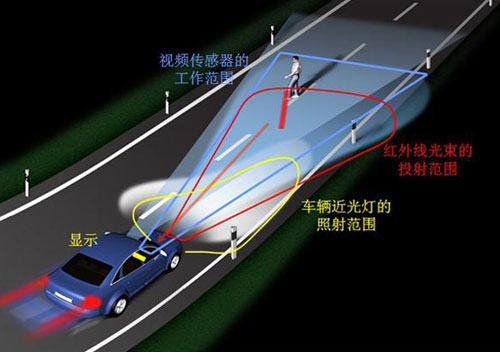 视频传感器的
工作范围
红外线光束的
投射范围
车辆近光灯的
照射范围
显示